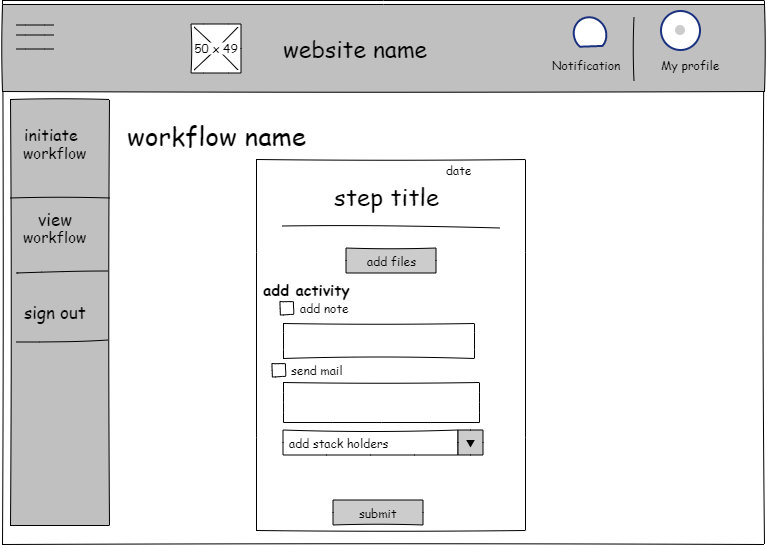 50 x 49
website name
Notification
My profile
initiate
workflow
view
workflow
sign out
workflow name
date
step title
add files
add activity
add note
send mail
add stack holders
submit